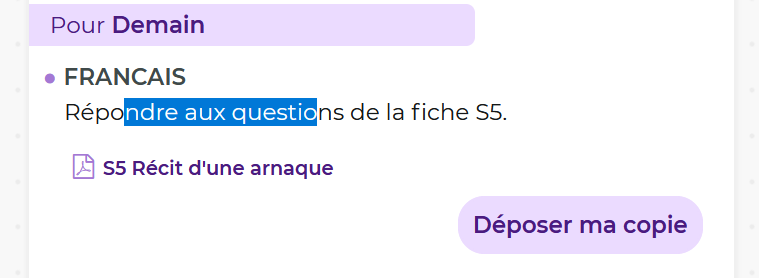 Pour Demain
FRANCAIS
Répondre aux questions de la fiche S5.
S5 Récit d'une arnaque
Déposer ma copie